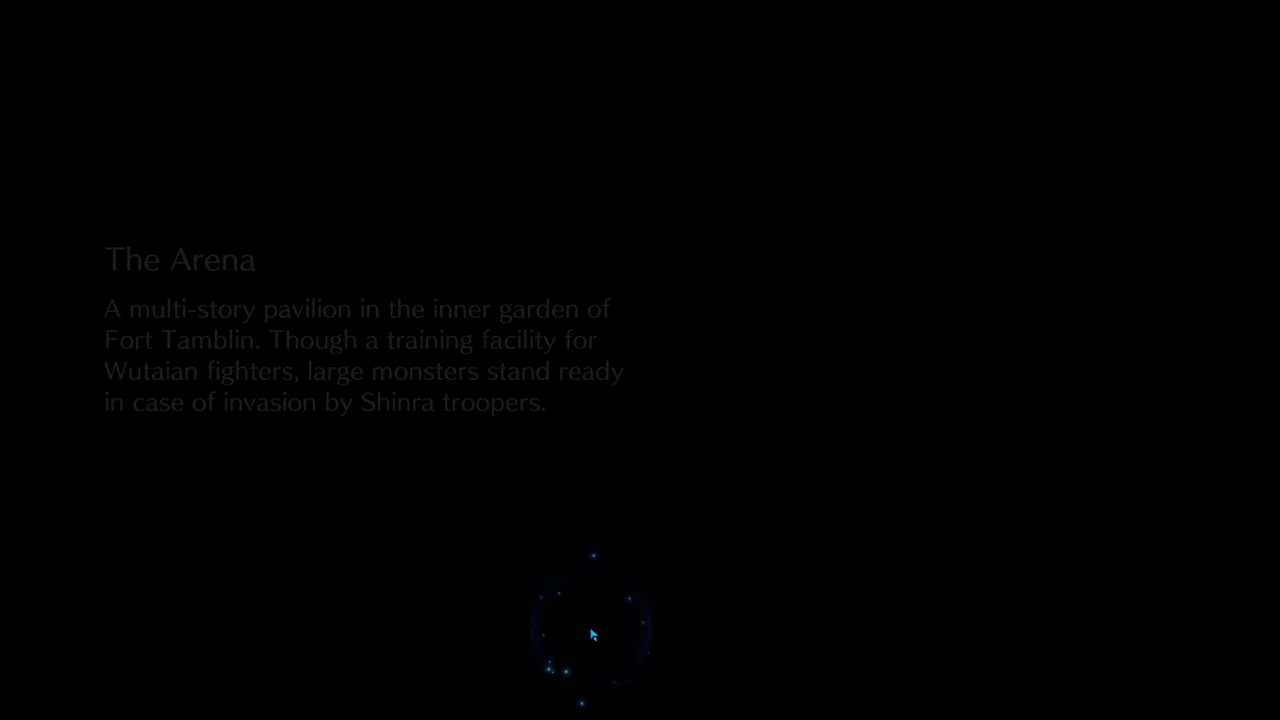 The Arena
A multi-story pavilion in the inner garden of
Fort Tamblin. Though a training facility for
Wutaian fighters, large monsters stand ready
in case of invasion by Shinra troopers.